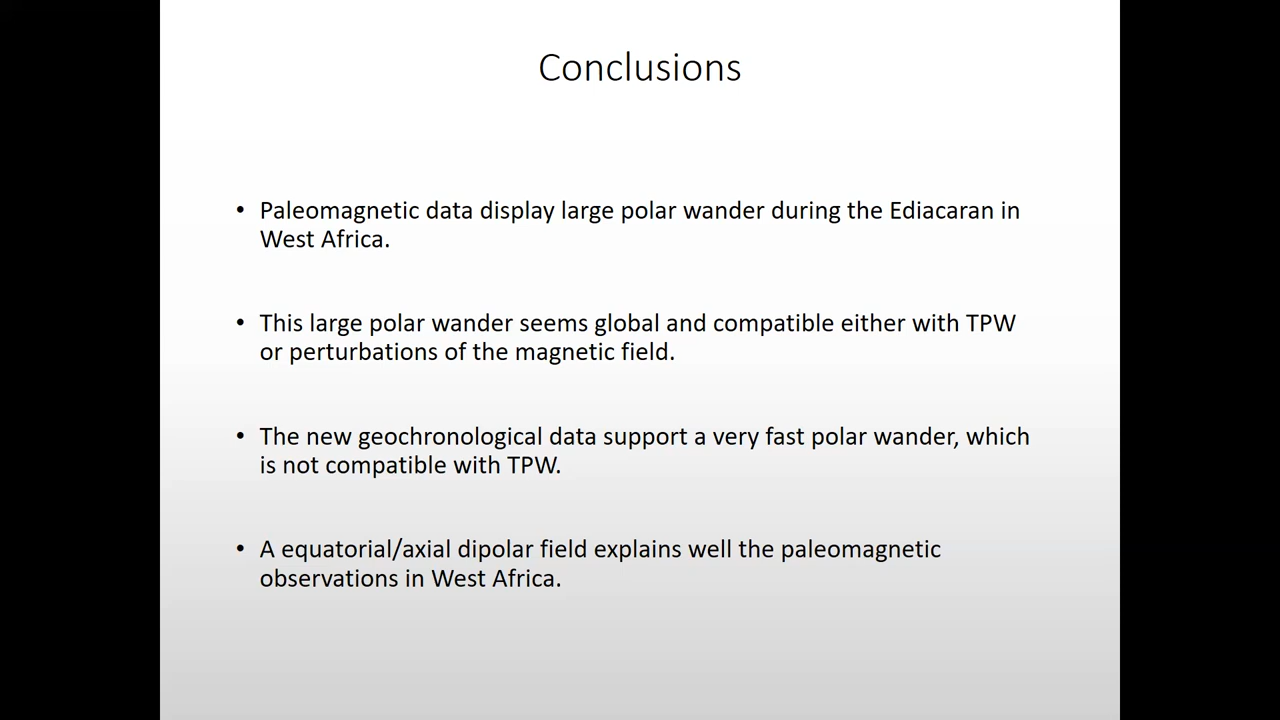 Conclusions
• Paleomagnetic data display large polar wander during the Ediacaran in
West Africa.
• This large polar wander seems global and compatible either with TPW
or perturbations of the magnetic field.
• The new geochronological data support a very fast polar wander, which
is not compatible with TPW.
• A equatorial/axial dipolar field explains well the paleomagnetic
observations in West Africa.